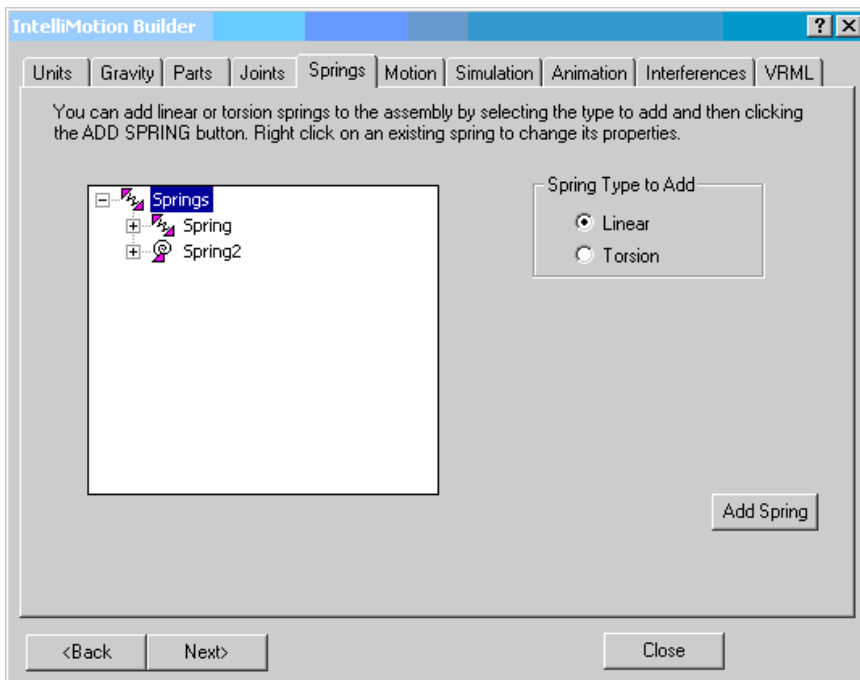 IntelliMotion Builder
Units Gravity Parts Joints Springs Motion Simulation Animation Interferences VRML
You can add linear or torsion springs to the assembly by selecting the type to add and then clicking
the ADD SPRING button. Right click on an existing spring to change its properties.
Springs
Spring
Spring2
Spring Type to Add
Linear
Torsion
Add Spring
<Back Next> Close